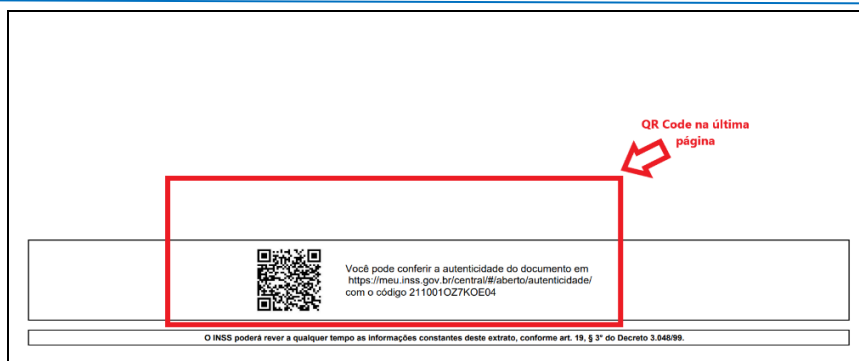 QR Code na última
página
Você pode conferir a autenticidade do documento em
https://meu.inss.gov.br/central/#/aberto/autenticidade/
com o código 211001OZ7KOE04
O INSS poderá rever a qualquer tempo as informações constantes deste extrato, conforme art. 19, § 3° do Decreto 3.048/99.